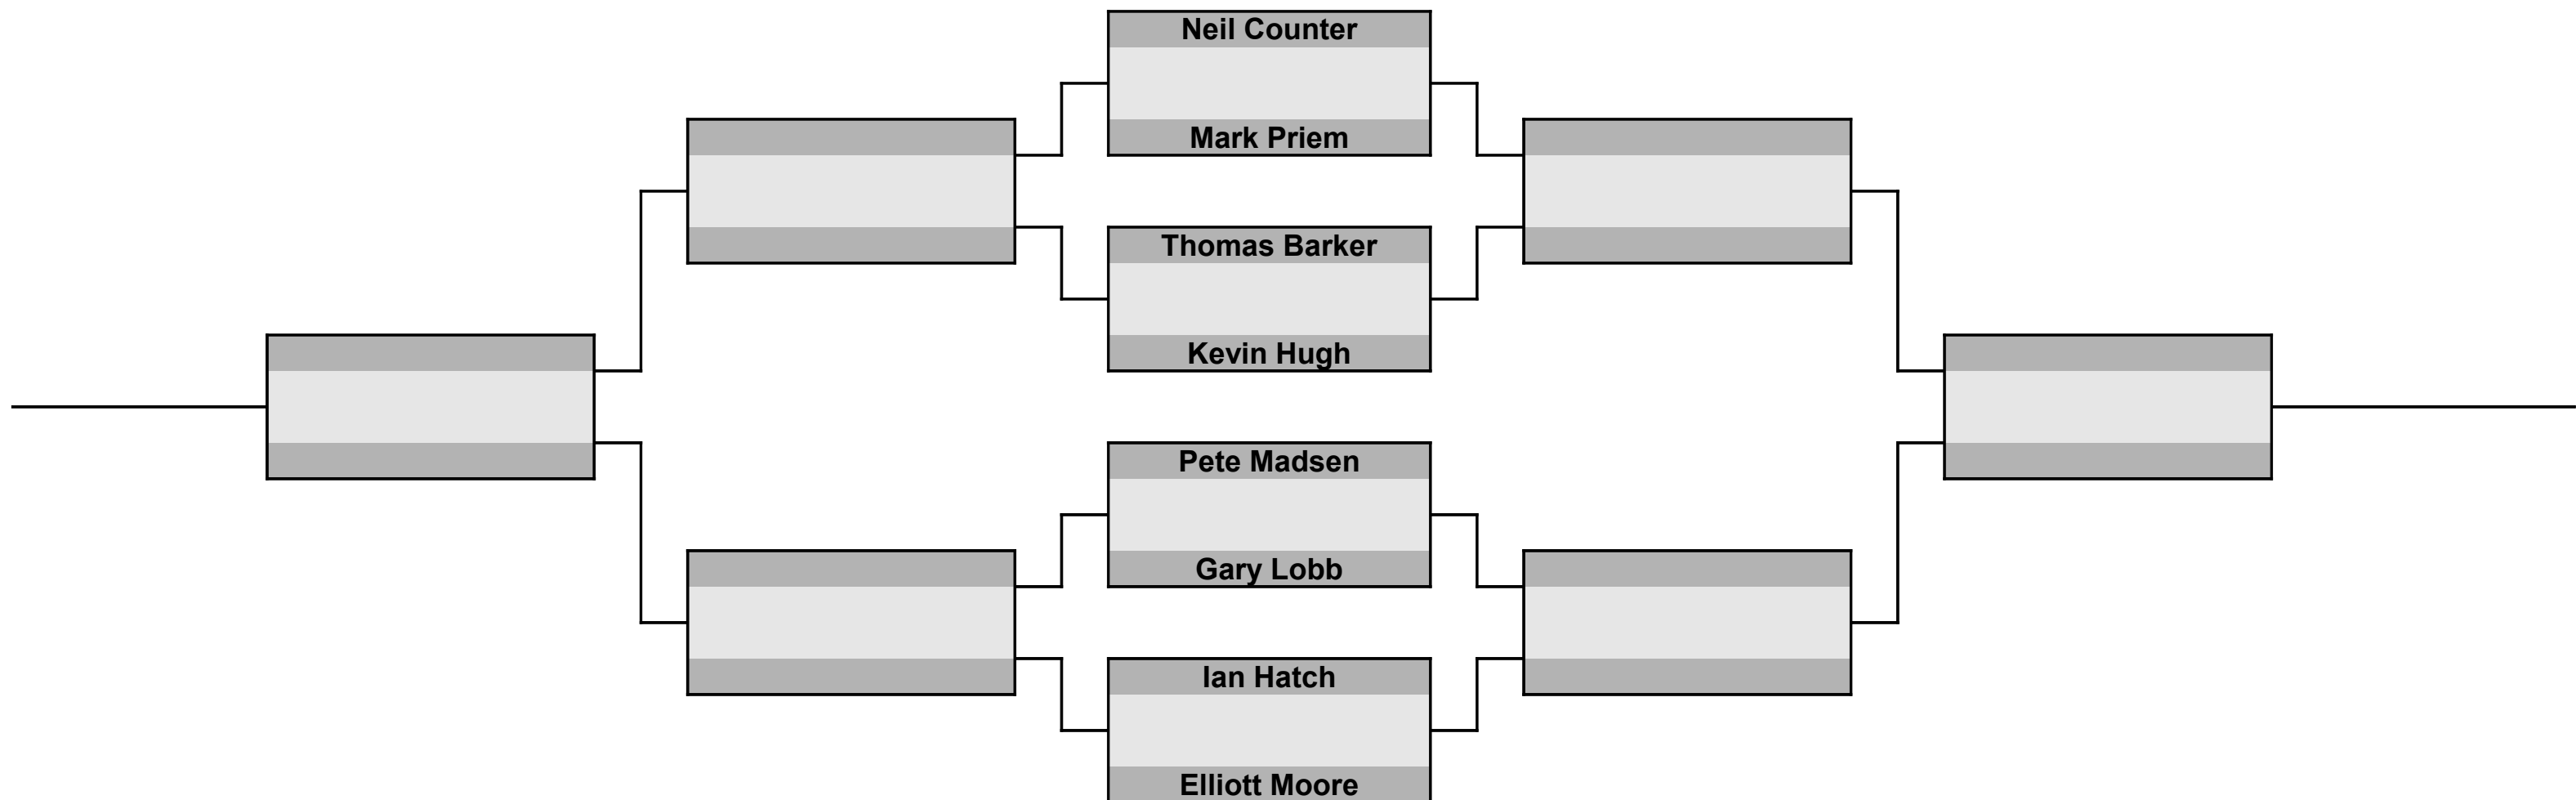 Neil Counter
Mark Priem
Thomas Barker
Kevin Hugh
Pete Madsen
Gary Lobb
Ian Hatch
Elliott Moore